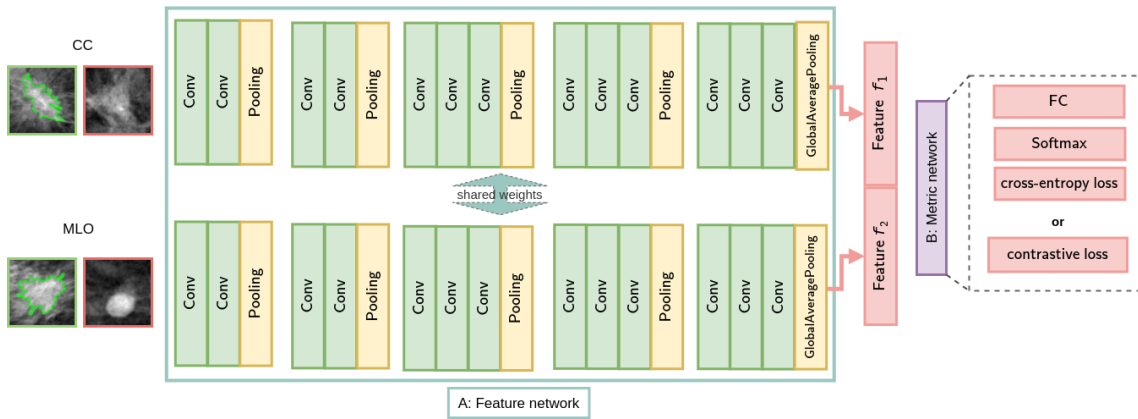 CC
Conv
Conv
Pooling
Conv
Conv
Pooling
Conv
Conv
Conv
Pooling
Conv
Conv
Conv
Pooling
Conv
Conv
Conv
GlobalAveragePooling
Feature f1
shared weights
MLO
Conv
Conv
Pooling
Conv
Conv
Pooling
Conv
Conv
Conv
Pooling
Conv
Conv
Conv
Pooling
Conv
Conv
Conv
GlobalAveragePooling
Feature f2
A: Feature network
B: Metric network
FC
Softmax
cross-entropy loss
or
contrastive loss